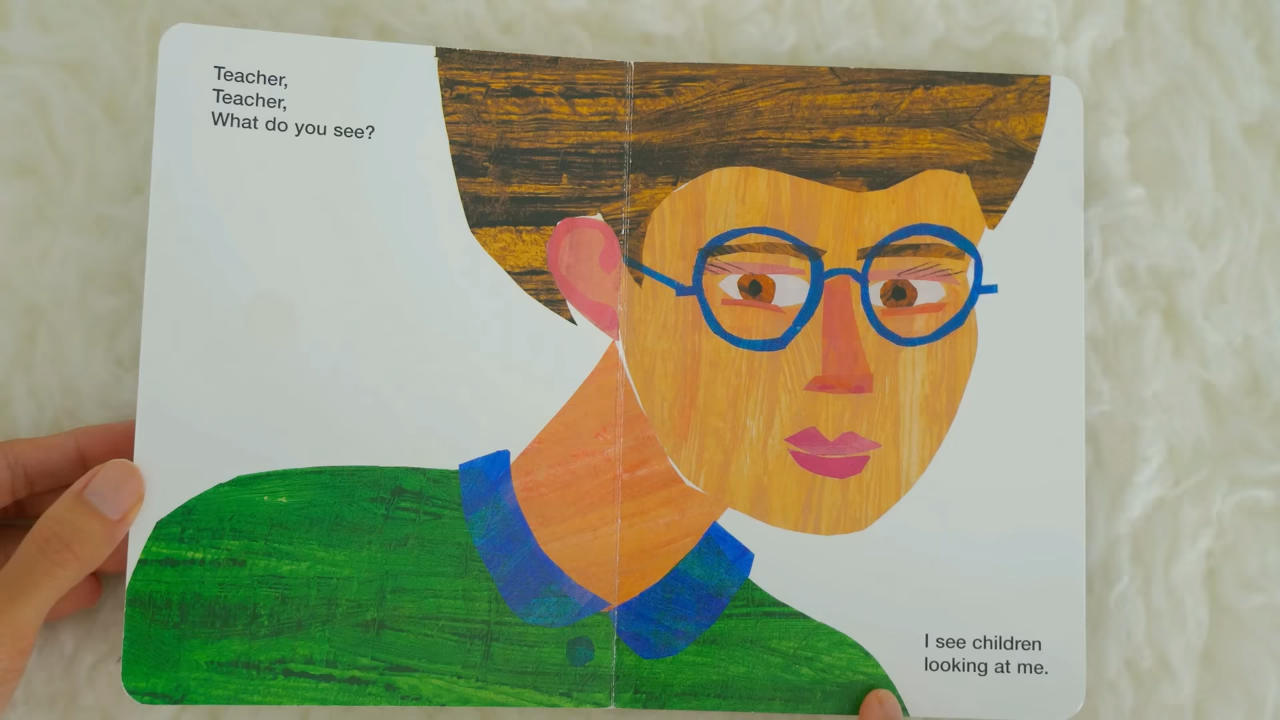 Teacher,
Teacher,
What do you see?
I see children
looking at me.